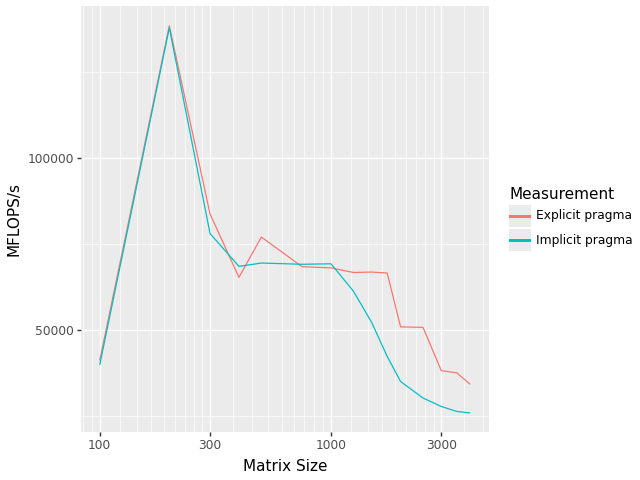 MFLOPS/s
100000
50000
100
300
1000
3000
Matrix Size
Measurement
Explicit pragma
Implicit pragma